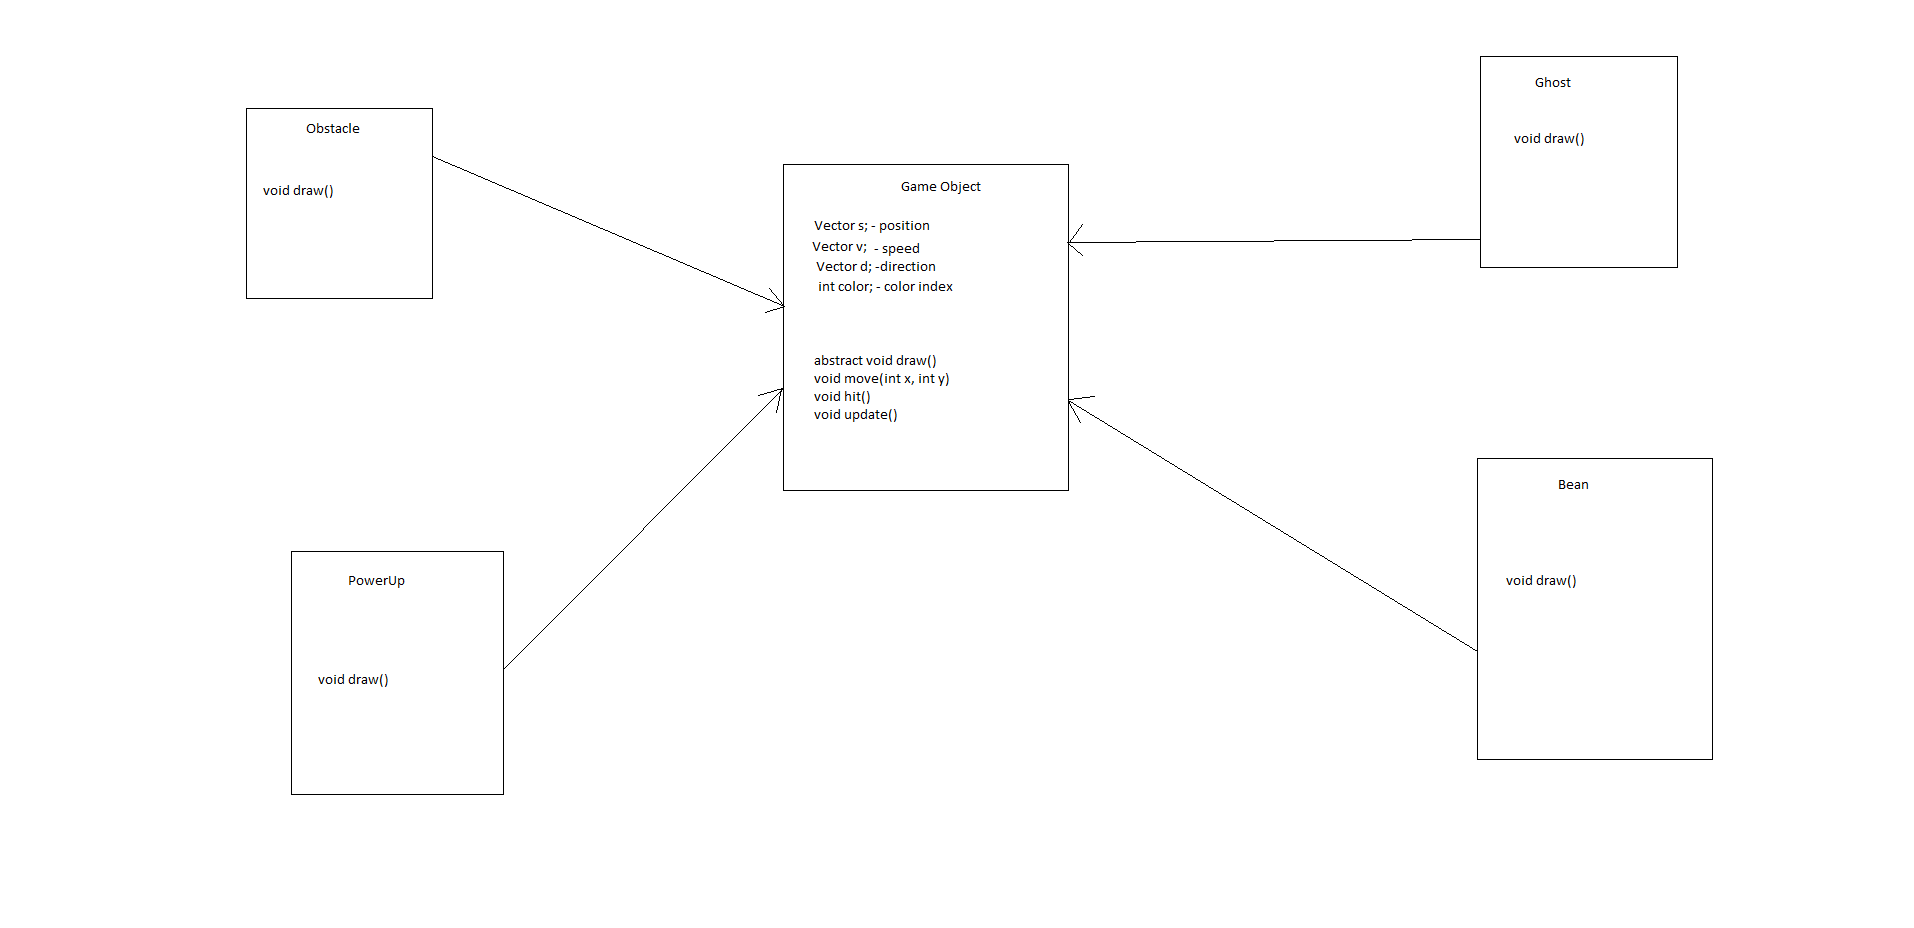 Obstacle
void draw()
Game Object
Vector s; - position
Vector v; - speed
Vector d; -direction
int color; - color index
abstract void draw()
void move(int x, int y)
void hit()
void update()
Ghost
void draw()
PowerUp
void draw()
Bean
void draw()